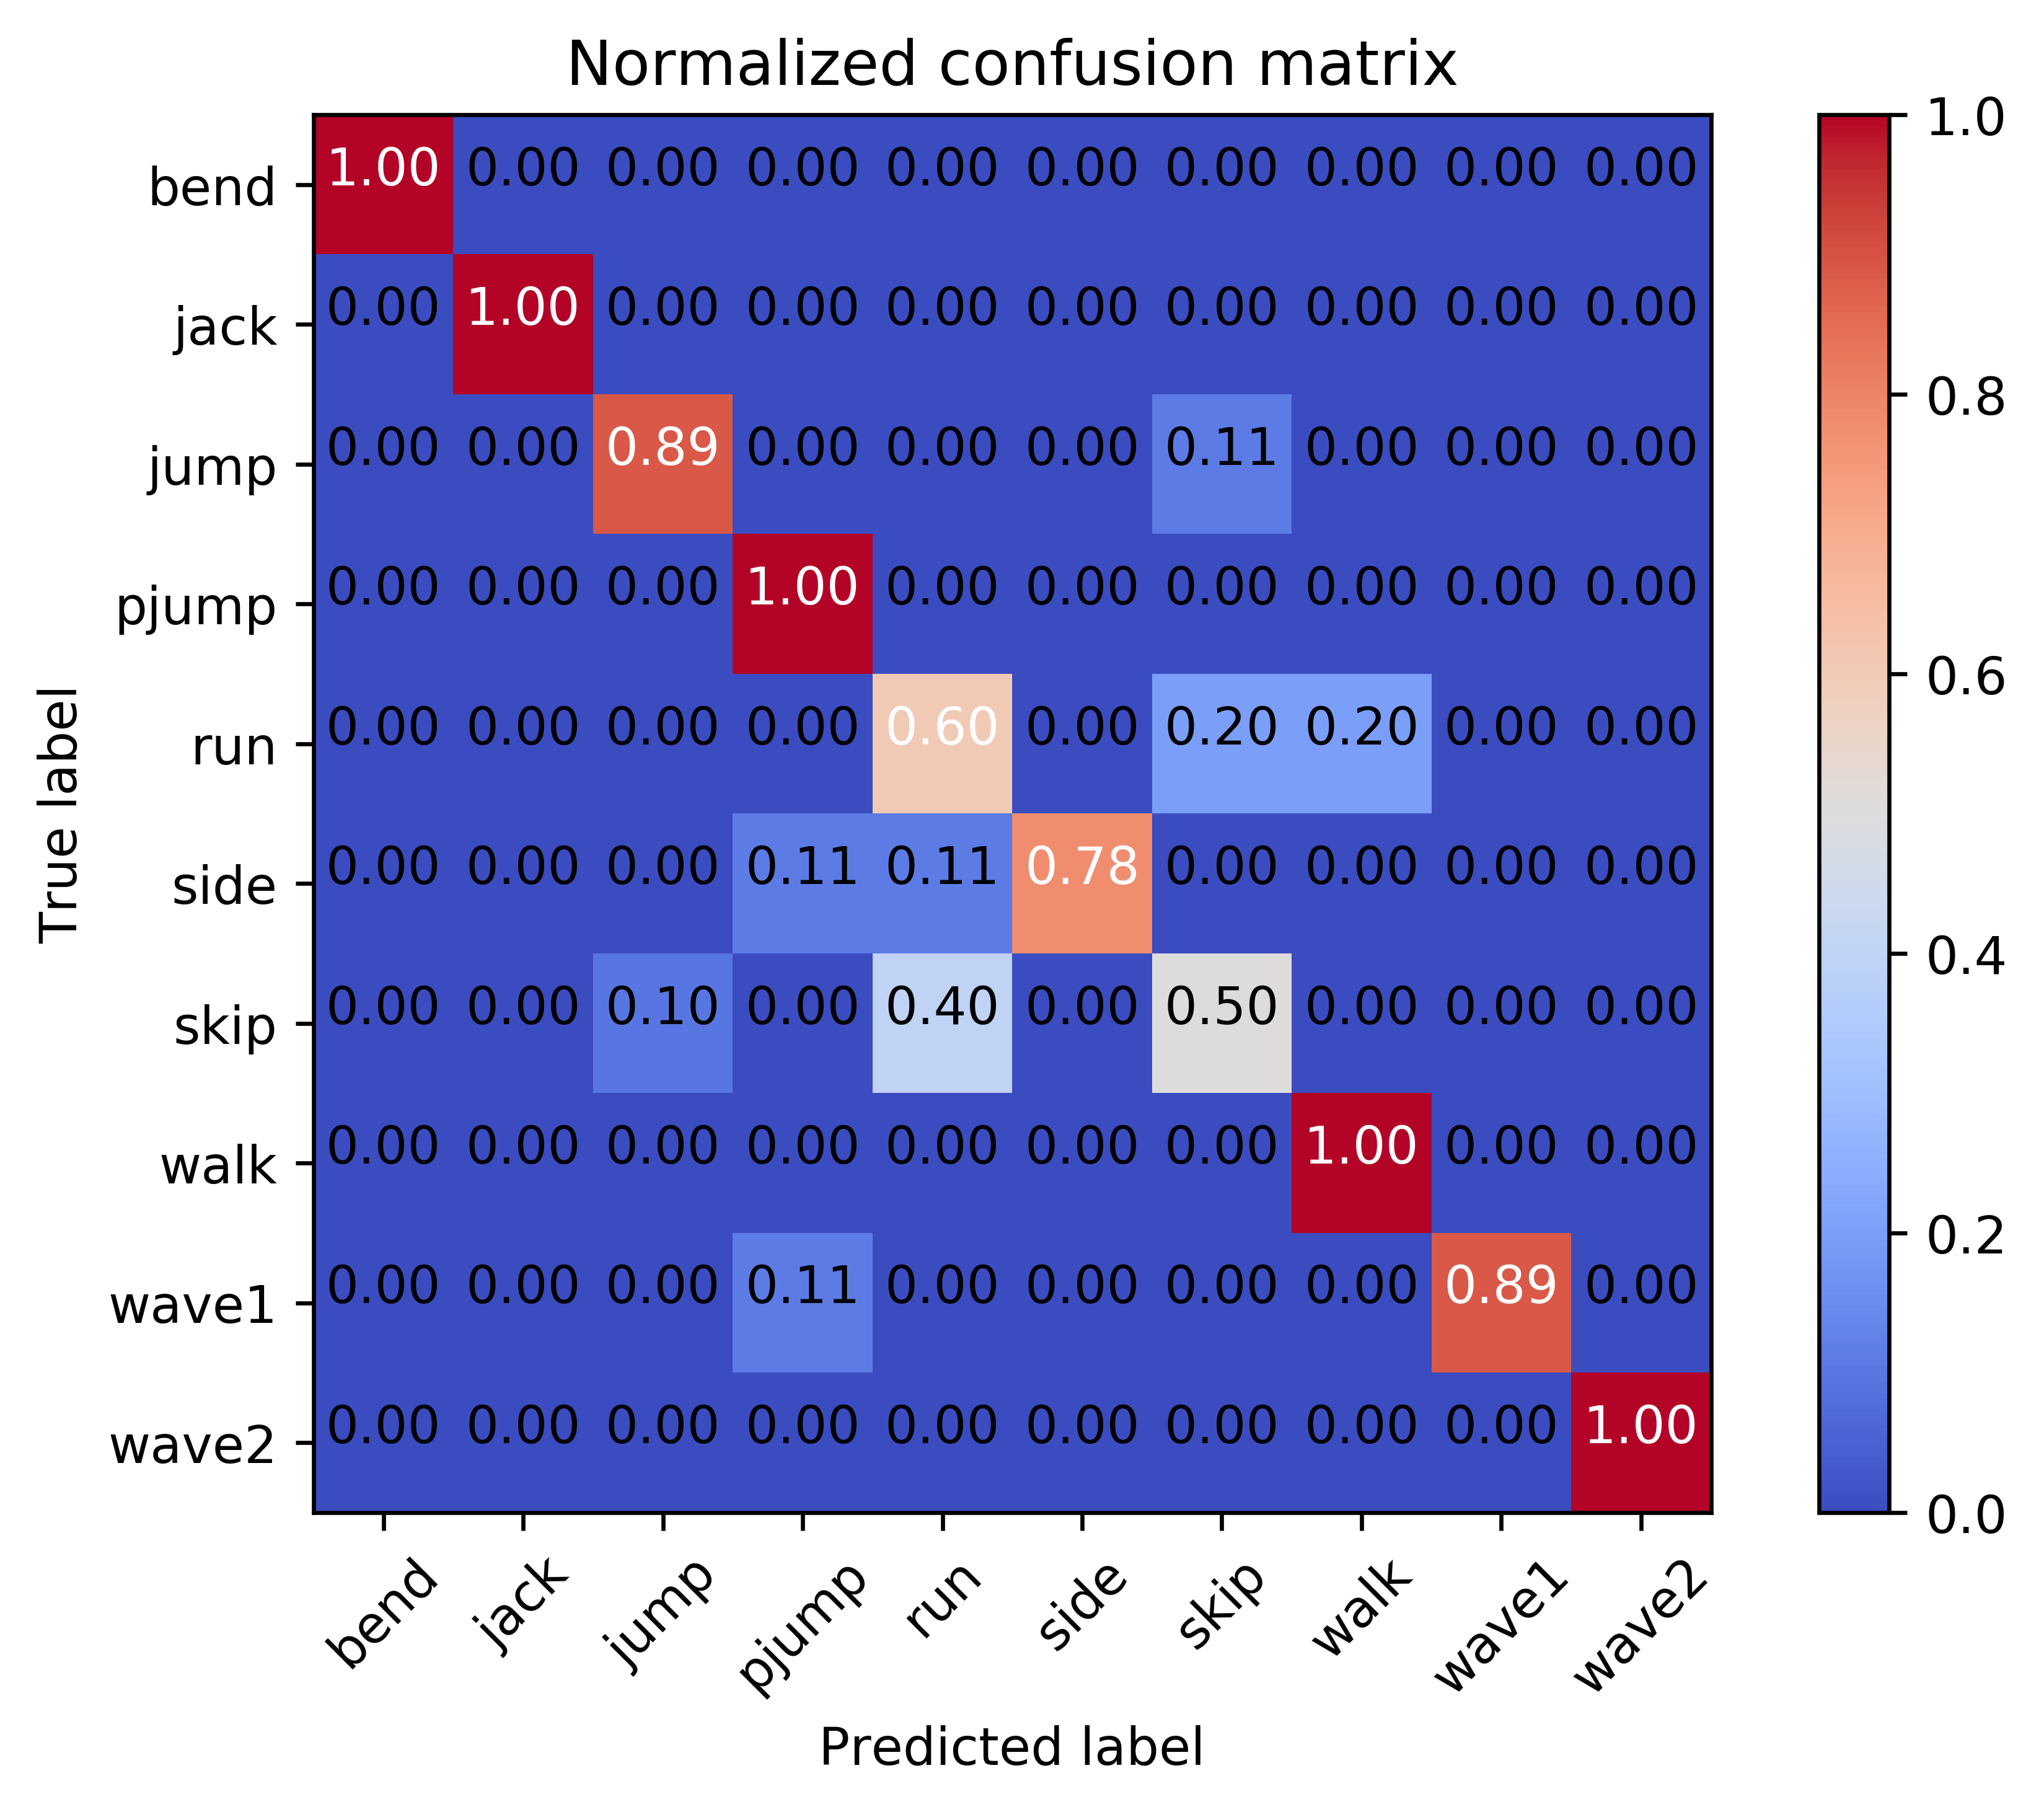 Normalized confusion matrix
bend 1.00 0.00 0.00 0.00 0.00 0.00 0.00 0.00 0.00 0.00
jack 0.00 1.00 0.00 0.00 0.00 0.00 0.00 0.00 0.00 0.00
jump 0.00 0.00 0.89 0.00 0.00 0.00 0.11 0.00 0.00 0.00
pjump 0.00 0.00 0.00 1.00 0.00 0.00 0.00 0.00 0.00 0.00
run 0.00 0.00 0.00 0.00 0.60 0.00 0.20 0.20 0.00 0.00
side 0.00 0.00 0.00 0.11 0.11 0.78 0.00 0.00 0.00 0.00
skip 0.00 0.00 0.10 0.00 0.40 0.00 0.50 0.00 0.00 0.00
walk 0.00 0.00 0.00 0.00 0.00 0.00 0.00 1.00 0.00 0.00
wave1 0.00 0.00 0.00 0.11 0.00 0.00 0.00 0.00 0.89 0.00
wave2 0.00 0.00 0.00 0.00 0.00 0.00 0.00 0.00 0.00 1.00
bend jack jump pjump run side skip walk wave1 wave2
Predicted label
True label
1.0
0.8
0.6
0.4
0.2
0.0